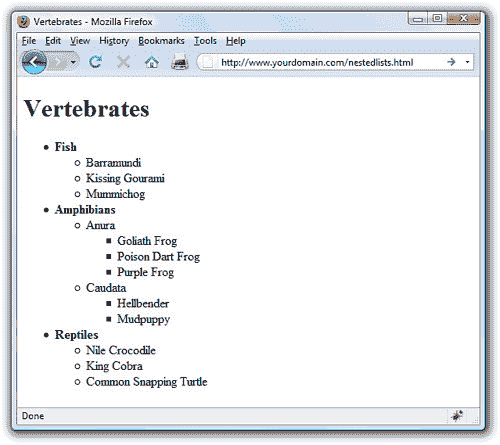 Vertebrates - Mozilla Firefox
File Edit View History Bookmarks Tools Help
http://www.yourdomain.com/nestedlists.html
Vertebrates
Fish
Barramundi
Kissing Gourami
Mummichog
Amphibians
Anura
Goliath Frog
Poison Dart Frog
Purple Frog
Caudata
Hellbender
Mudpuppy
Reptiles
Nile Crocodile
King Cobra
Common Snapping Turtle
Done